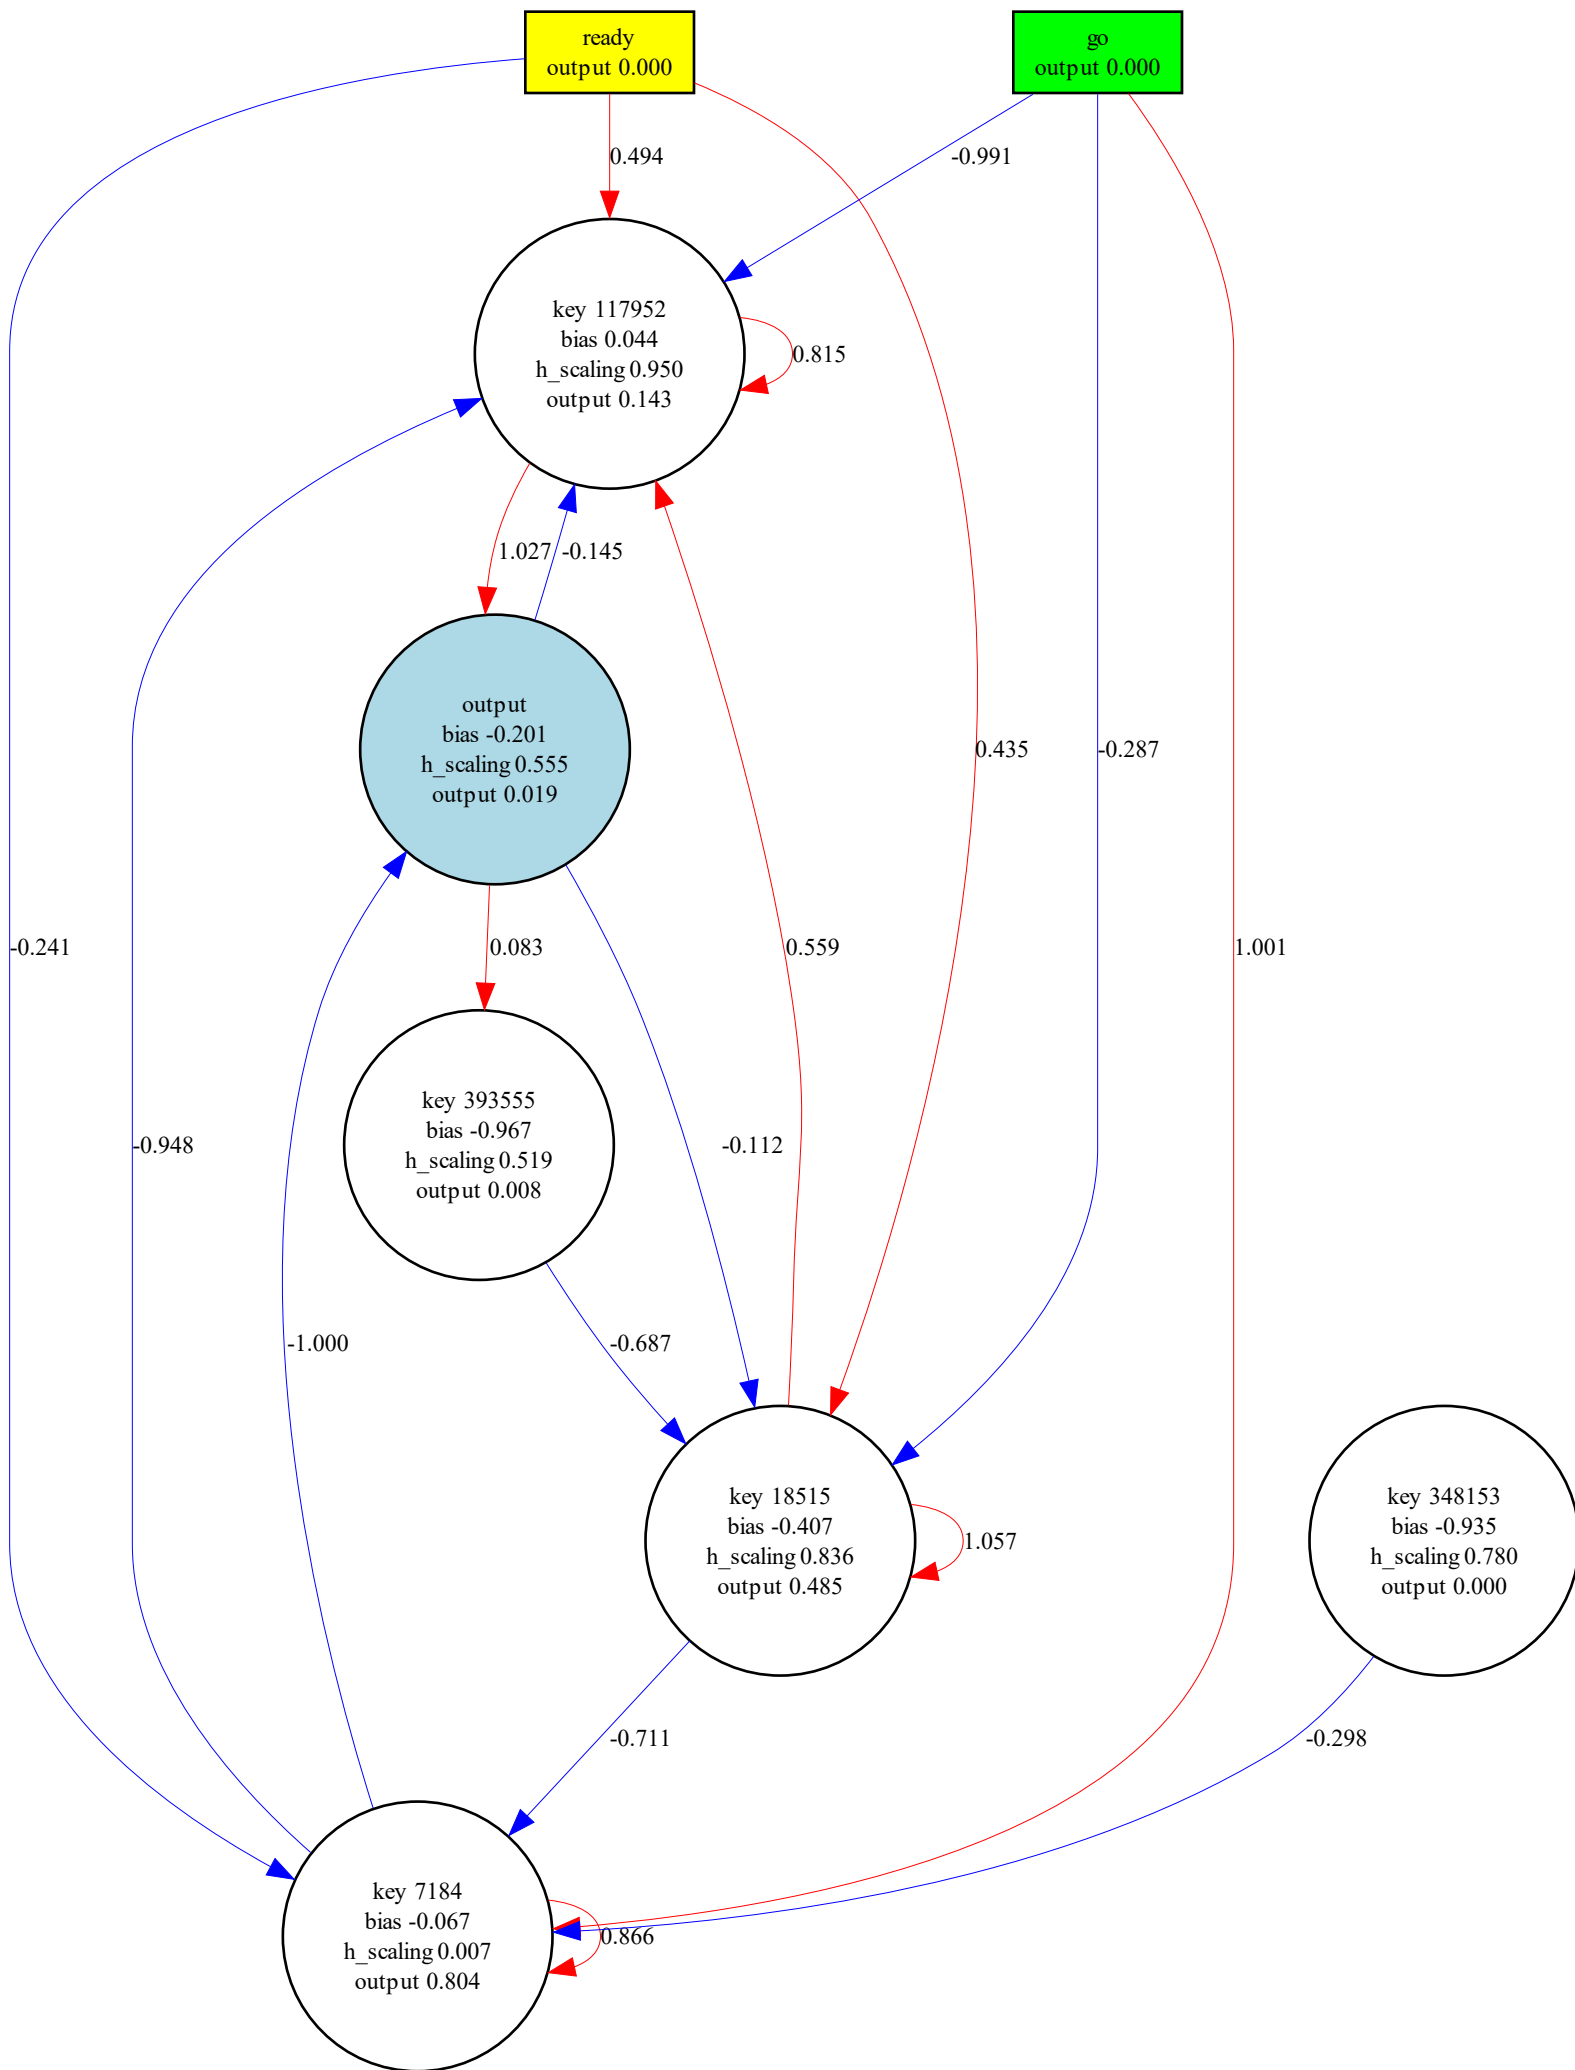 ready
output 0.000
go
output 0.000
0.494
-0.991
key 117952
bias 0.044
h_scaling 0.950
output 0.143
0.815
1.027
-0.145
output
bias -0.201
h_scaling 0.555
output 0.019
0.435
-0.287
-0.241
0.083
0.559
1.001
key 393555
bias -0.967
h_scaling 0.519
output 0.008
-0.948
-0.112
-1.000
-0.687
key 18515
bias -0.407
h_scaling 0.836
output 0.485
1.057
key 348153
bias -0.935
h_scaling 0.780
output 0.000
-0.711
-0.298
key 7184
bias -0.067
h_scaling 0.007
output 0.804
0.866